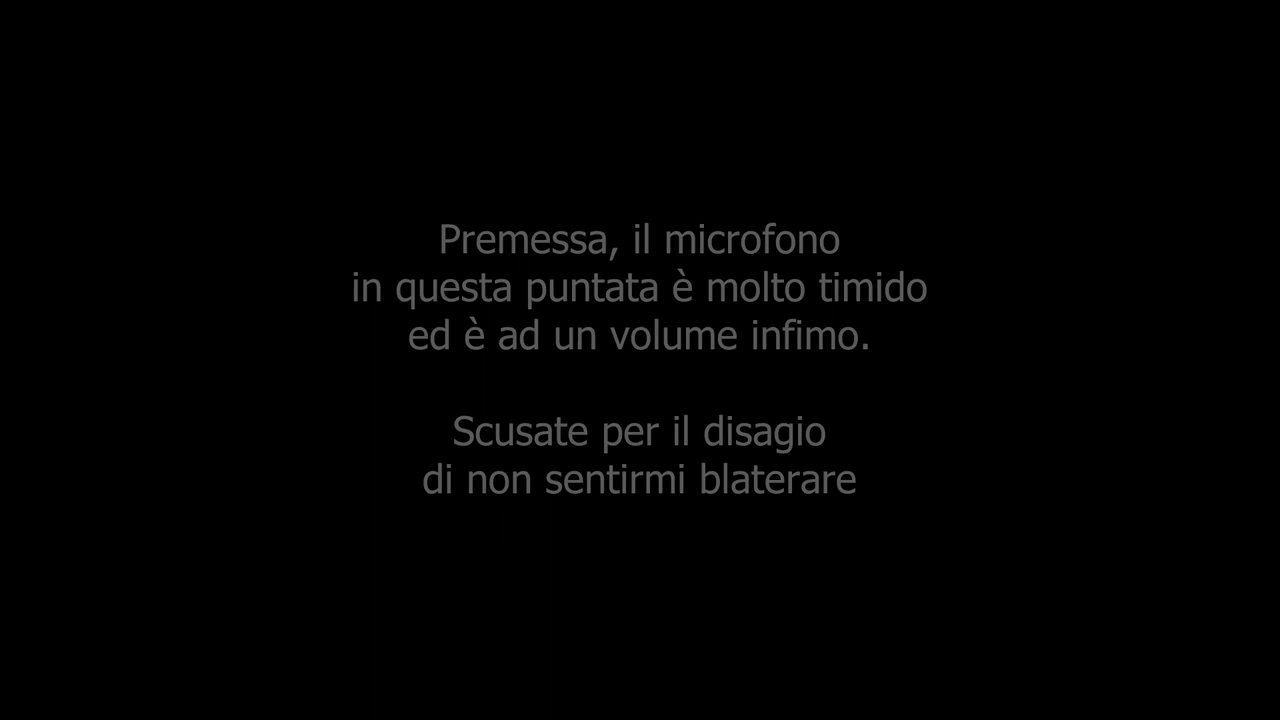 Premessa, il microfono
in questa puntata è molto timido
ed è ad un volume infimo.
Scusate per il disagio
di non sentirmi blaterare